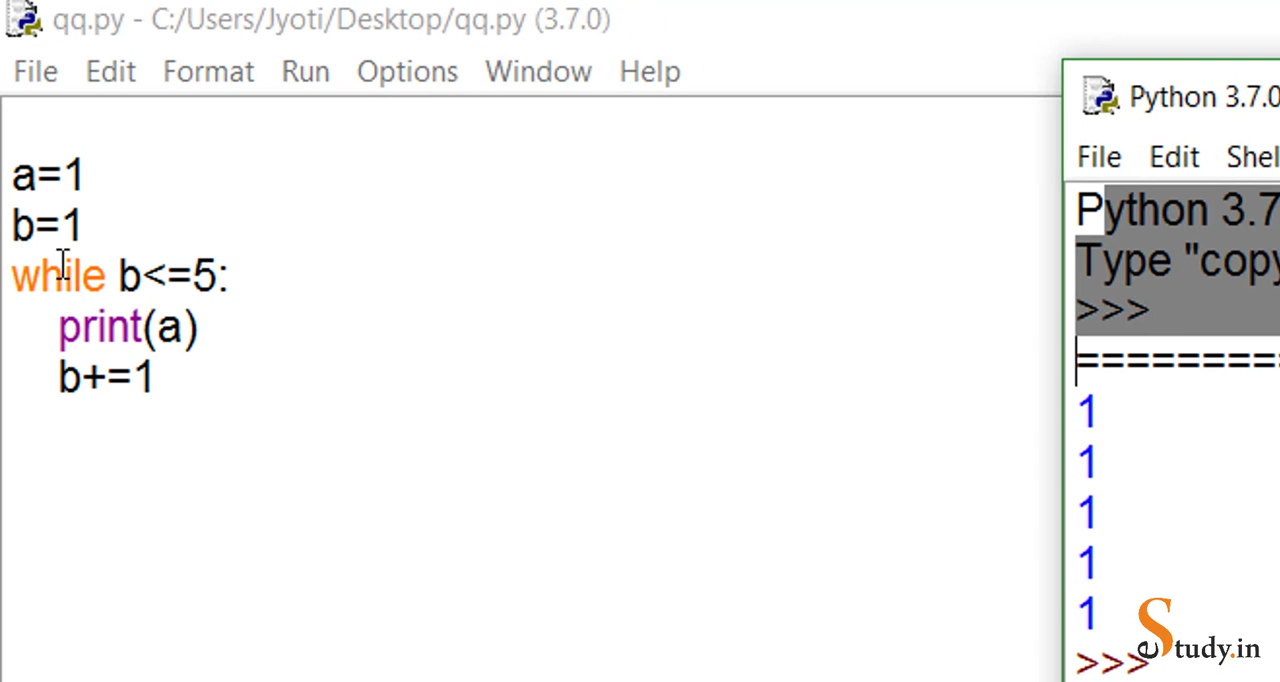 qq.py - C:/Users/Jyoti/Desktop/qq.py (3.7.0)
File Edit Format Run Options Window Help
a=1
b=1
while b<=5:
print(a)
b+=1
Python 3.7.0
File Edit Shel
Python 3.7
Type "copy
>>>
=========
1
1
1
1
1
>>>
eStudy.in